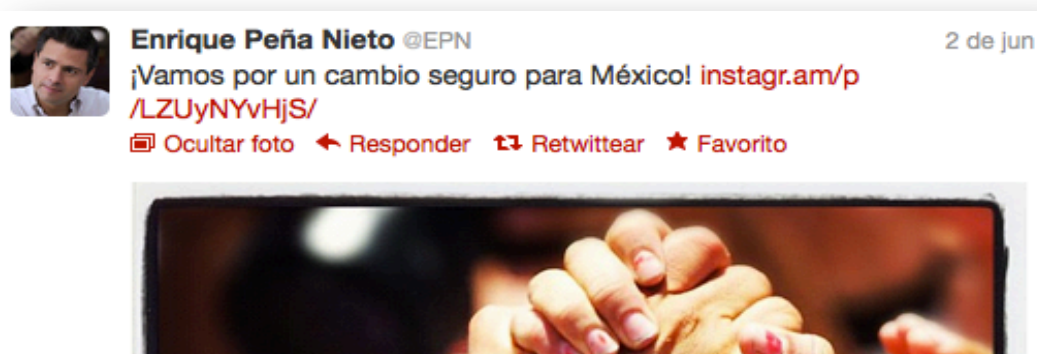 Enrique Peña Nieto @EPN 2 de jun
¡Vamos por un cambio seguro para México! instagr.am/p
/LZUyNYvHjS/
Ocultar foto Responder Retwittear Favorito